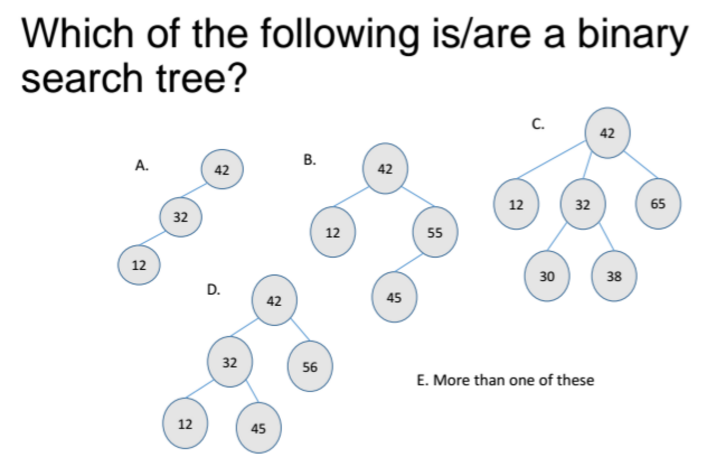 Which of the following is/are a binary
search tree?
A.
42
32
12
B.
42
12
55
45
C.
42
12
32
65
30
38
D.
42
32
56
12
45
E. More than one of these